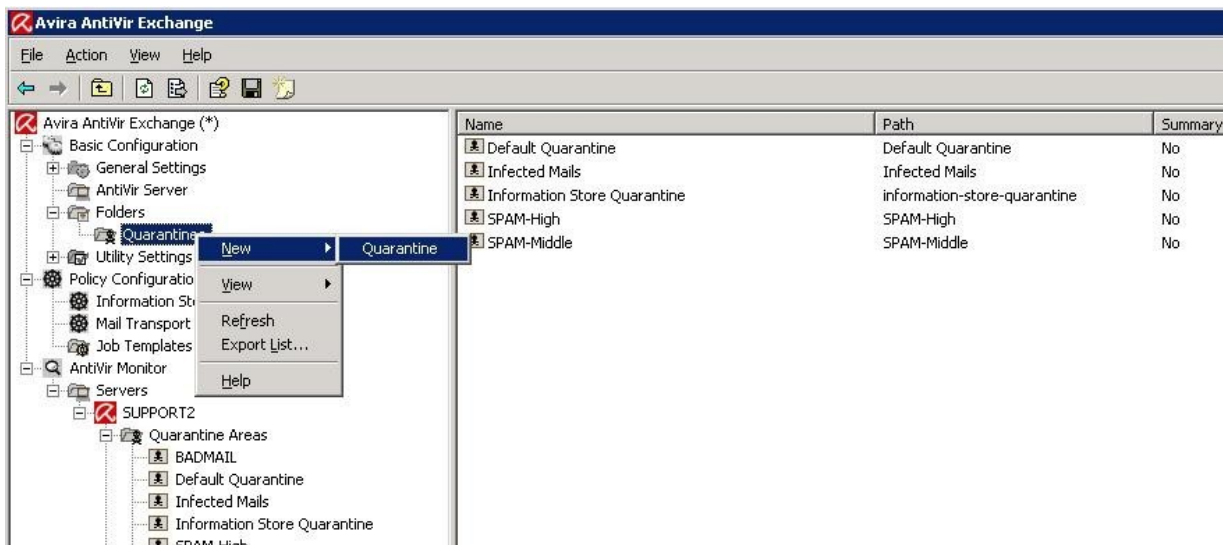 Avira AntiVir Exchange
File Action View Help
Avira AntiVir Exchange (*)
Basic Configuration
General Settings
AntiVir Server
Folders
Quarantines
Utility Settings
Policy Configuratio
Information Sto
Mail Transport
Job Templates
AntiVir Monitor
Servers
SUPPORT2
Quarantine Areas
BADMAIL
Default Quarantine
Infected Mails
Information Store Quarantine
SPAM-High
New
Quarantine
View
Refresh
Export List...
Help
Name Path Summary
Default Quarantine Default Quarantine No
Infected Mails Infected Mails No
Information Store Quarantine information-store-quarantine No
SPAM-High SPAM-High No
SPAM-Middle SPAM-Middle No